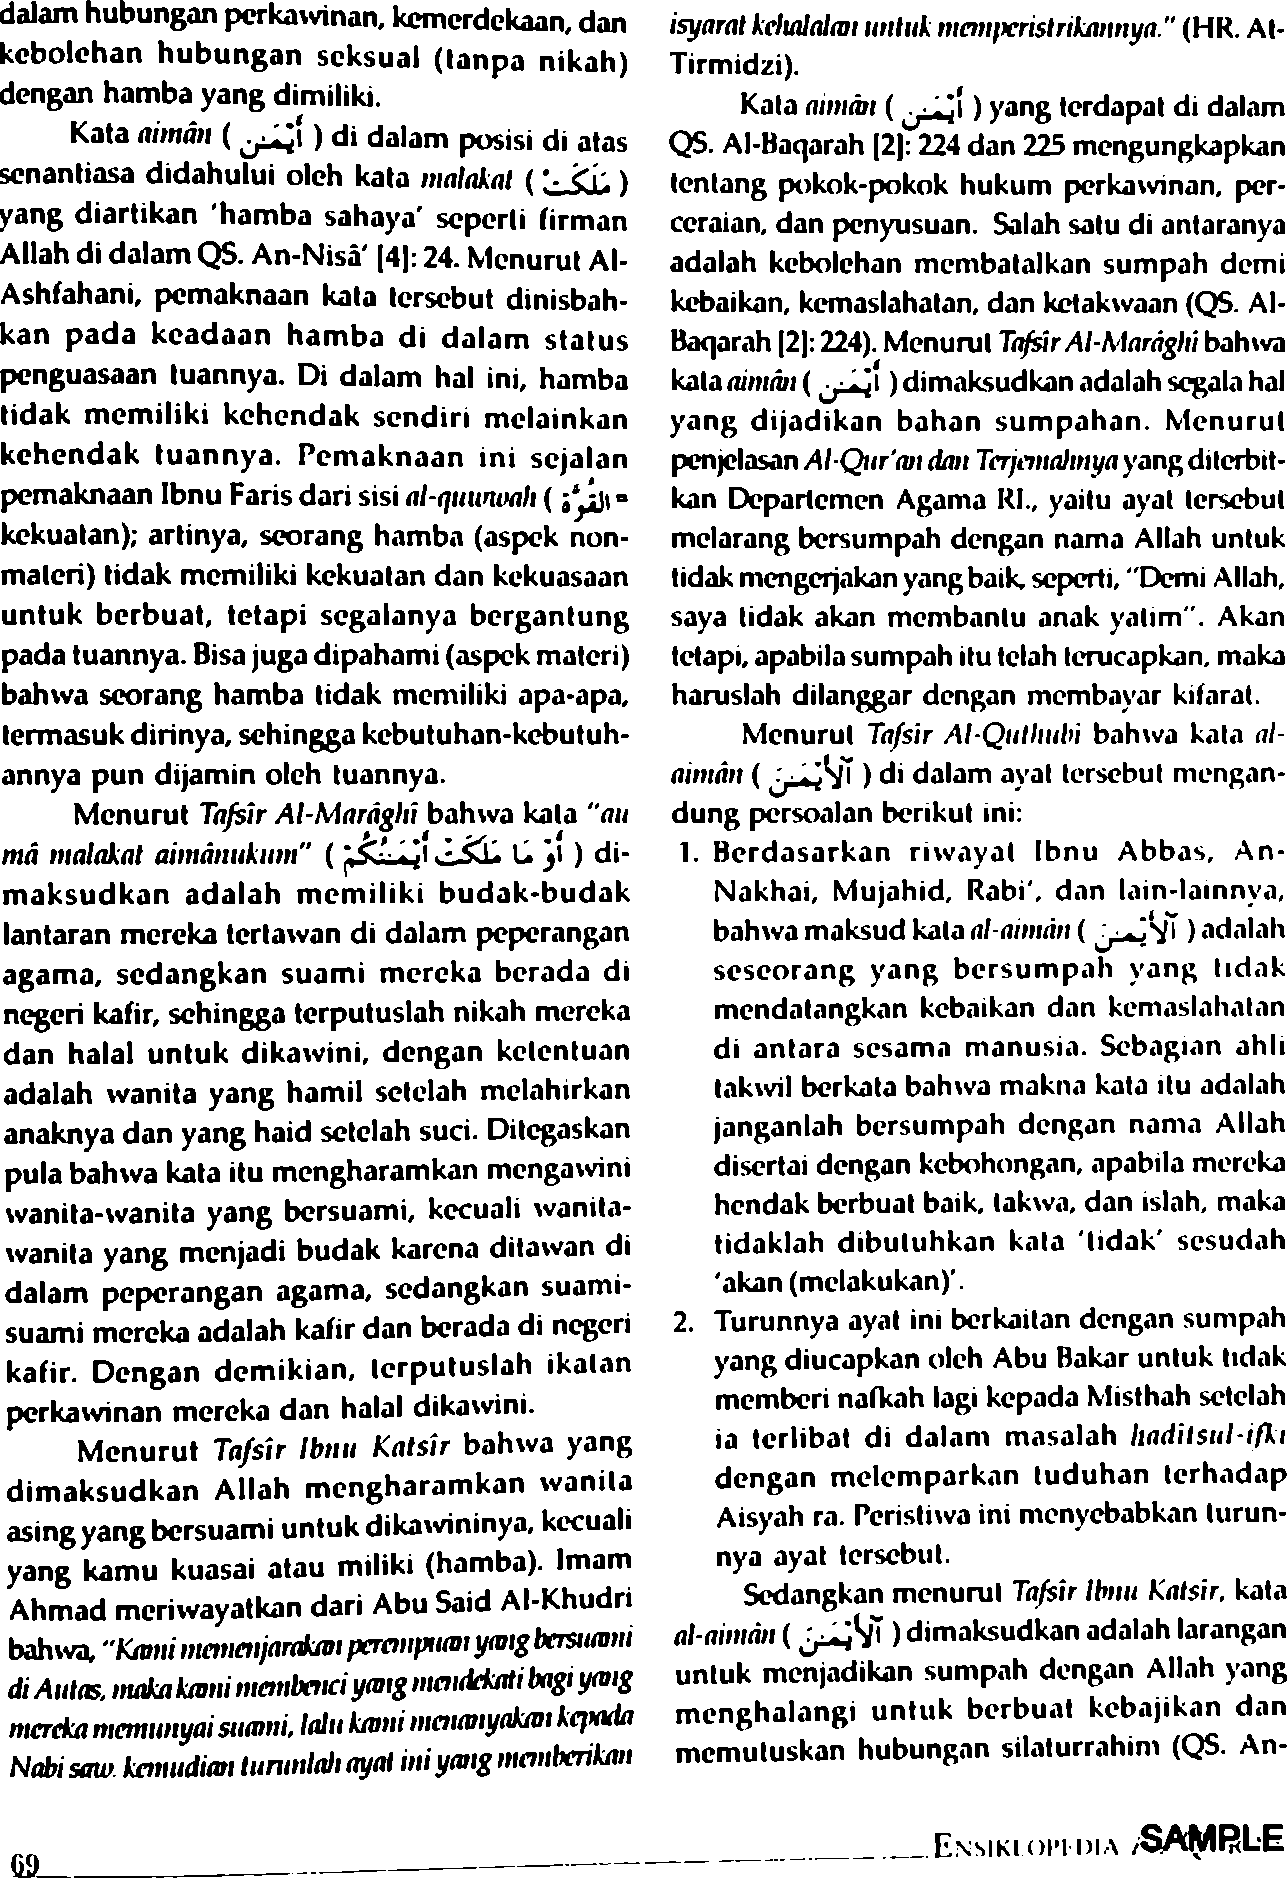 dalam hubungan perkawinan, kemerdekaan, dan
kebolehan hubungan seksual (tanpa nikah)
dengan hamba yang dimiliki.
Kata aimân ( أَيْمَٰن ) di dalam posisi di atas
senantiasa didahului oleh kata malakat ( مَلَكَتْ )
yang diartikan 'hamba sahaya' seperti firman
Allah di dalam QS. An-Nisâ' [4]: 24. Menurut Al-
Ashfahani, pemaknaan kata tersebut dinisbah-
kan pada keadaan hamba di dalam status
penguasaan tuannya. Di dalam hal ini, hamba
tidak memiliki kehendak sendiri melainkan
kehendak tuannya. Pemaknaan ini sejalan
pemaknaan Ibnu Faris dari sisi al-quwwah ( اَلْقُوَّة =
kekuatan); artinya, seorang hamba (aspek non-
materi) tidak memiliki kekuatan dan kekuasaan
untuk berbuat, tetapi segalanya bergantung
pada tuannya. Bisa juga dipahami (aspek materi)
bahwa seorang hamba tidak memiliki apa-apa,
termasuk dirinya, sehingga kebutuhan-kebutuh-
annya pun dijamin oleh tuannya.
Menurut Tafsîr Al-Marâghî bahwa kata "au
mâ malakat aimânukum" ( أَوْ مَا مَلَكَتْ أَيْمَٰنُكُمْ ) di-
maksudkan adalah memiliki budak-budak
lantaran mereka tertawan di dalam peperangan
agama, sedangkan suami mereka berada di
negeri kafir, sehingga terputuslah nikah mereka
dan halal untuk dikawini, dengan ketentuan
adalah wanita yang hamil setelah melahirkan
anaknya dan yang haid setelah suci. Ditegaskan
pula bahwa kata itu mengharamkan mengawini
wanita-wanita yang bersuami, kecuali wanita-
wanita yang menjadi budak karena ditawan di
dalam peperangan agama, sedangkan suami-
suami mereka adalah kafir dan berada di negeri
kafir. Dengan demikian, terputuslah ikatan
perkawinan mereka dan halal dikawini.
Menurut Tafsîr Ibnu Katsîr bahwa yang
dimaksudkan Allah mengharamkan wanita
asing yang bersuami untuk dikawininya, kecuali
yang kamu kuasai atau miliki (hamba). Imam
Ahmad meriwayatkan dari Abu Said Al-Khudri
bahwa, "Kami memenjarakan perempuan yang bersuami
di Autas, maka kami membenci yang mendekati bagi yang
mereka memunyai suami, lalu kami menanyakan kepada
Nabi saw. kemudian turunlah ayat ini yang memberikan
isyarat kehalalan untuk memperistrikannya." (HR. At-
Tirmidzi).
Kata aimân ( أَيْمَٰن ) yang terdapat di dalam
QS. Al-Baqarah [2]: 224 dan 225 mengungkapkan
tentang pokok-pokok hukum perkawinan, per-
ceraian, dan penyusuan. Salah satu di antaranya
adalah kebolehan membatalkan sumpah demi
kebaikan, kemaslahatan, dan ketakwaan (QS. Al-
Baqarah [2]: 224). Menurut Tafsîr Al-Marâghi bahwa
kata aimân ( أَيْمَٰن ) dimaksudkan adalah segala hal
yang dijadikan bahan sumpahan. Menurut
penjelasan Al-Qur'an dan Terjemahnya yang diterbit-
kan Departemen Agama RI., yaitu ayat tersebut
melarang bersumpah dengan nama Allah untuk
tidak mengerjakan yang baik, seperti, "Demi Allah,
saya tidak akan membantu anak yatim". Akan
tetapi, apabila sumpah itu telah terucapkan, maka
haruslah dilanggar dengan membayar kifarat.
Menurut Tafsir Al-Quthubi bahwa kata al-
aimân ( اَلْأَيْمَٰن ) di dalam ayat tersebut mengan-
dung persoalan berikut ini:
1. Berdasarkan riwayat Ibnu Abbas, An-
Nakhai, Mujahid, Rabi', dan lain-lainnya,
bahwa maksud kata al-aimân ( اَلْأَيْمَٰن ) adalah
seseorang yang bersumpah yang tidak
mendatangkan kebaikan dan kemaslahatan
di antara sesama manusia. Sebagian ahli
takwil berkata bahwa makna kata itu adalah
janganlah bersumpah dengan nama Allah
disertai dengan kebohongan, apabila mereka
hendak berbuat baik, takwa, dan islah, maka
tidaklah dibutuhkan kata 'tidak' sesudah
'akan (melakukan)'.
2. Turunnya ayat ini berkaitan dengan sumpah
yang diucapkan oleh Abu Bakar untuk tidak
memberi nafkah lagi kepada Misthah setelah
ia terlibat di dalam masalah haditsul-ifki
dengan melemparkan tuduhan terhadap
Aisyah ra. Peristiwa ini menyebabkan turun-
nya ayat tersebut.
Sedangkan menurut Tafsîr Ibnu Katsir, kata
al-aimân ( اَلْأَيْمَٰن ) dimaksudkan adalah larangan
untuk menjadikan sumpah dengan Allah yang
menghalangi untuk berbuat kebajikan dan
memutuskan hubungan silaturrahim (QS. An-
69
ENSIKLOPEDIA
SAMPLE